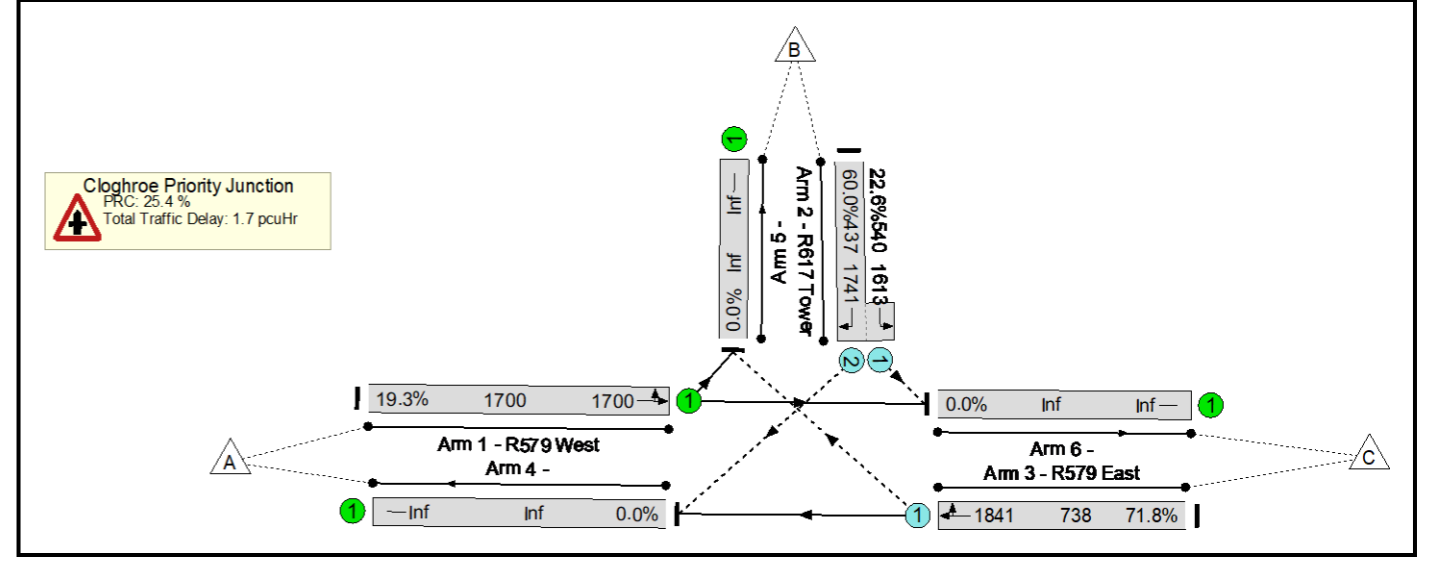 B
Cloghroe Priority Junction
PRC: 25.4 %
Total Traffic Delay: 1.7 pcuHr
1
Inf
Inf
0.0%
Arm 5 -
Arm 2 - R617 Tower
60.0% 437 1741
22.6% 540 1613
2
1
19.3% 1700 1700
1
0.0% Inf Inf
1
Arm 1 - R579 West
Arm 4 -
A
Arm 6 -
Arm 3 - R579 East
C
1
Inf Inf 0.0%
1
1841 738 71.8%